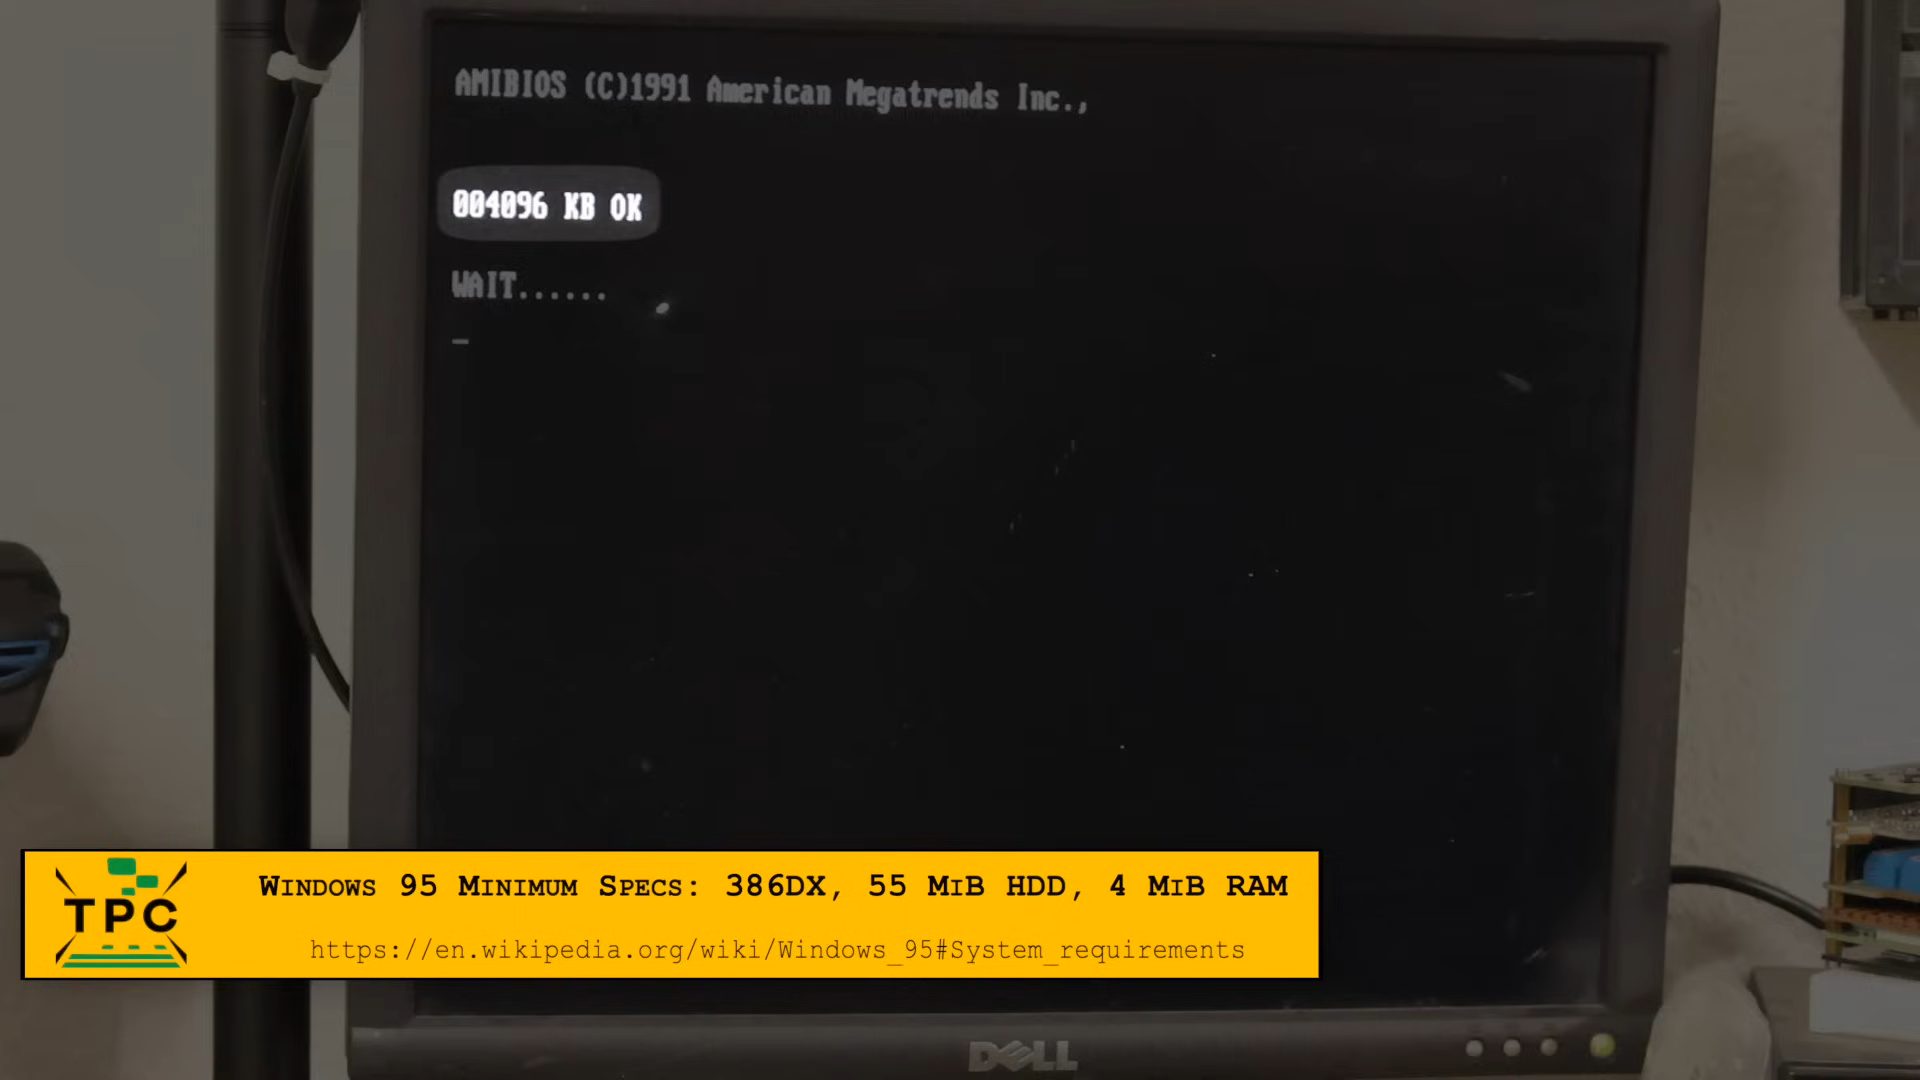 AMIBIOS (C)1991 American Megatrends Inc.,
004096 KB OK
WAIT......
_
TPC
Windows 95 Minimum Specs: 386DX, 55 MiB HDD, 4 MiB RAM
https://en.wikipedia.org/wiki/Windows_95#System_requirements
DELL